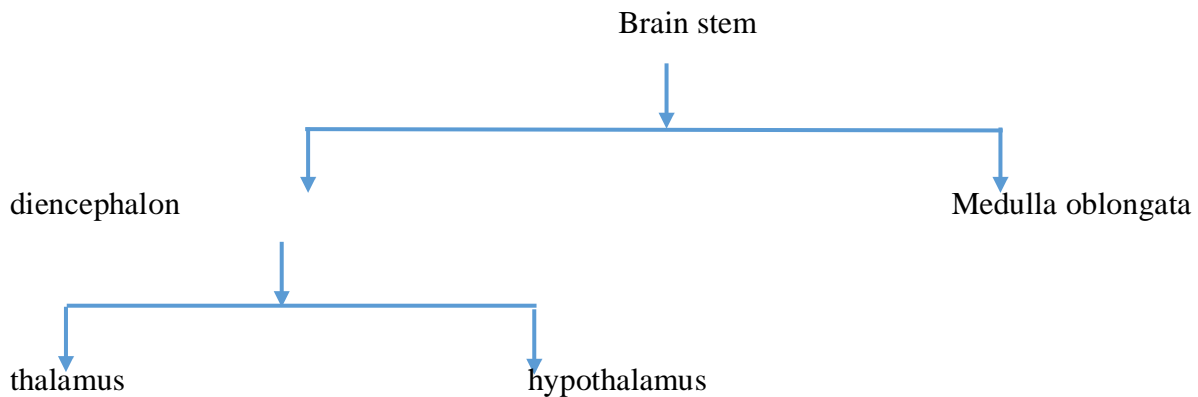 Brain stem
diencephalon
Medulla oblongata
thalamus
hypothalamus